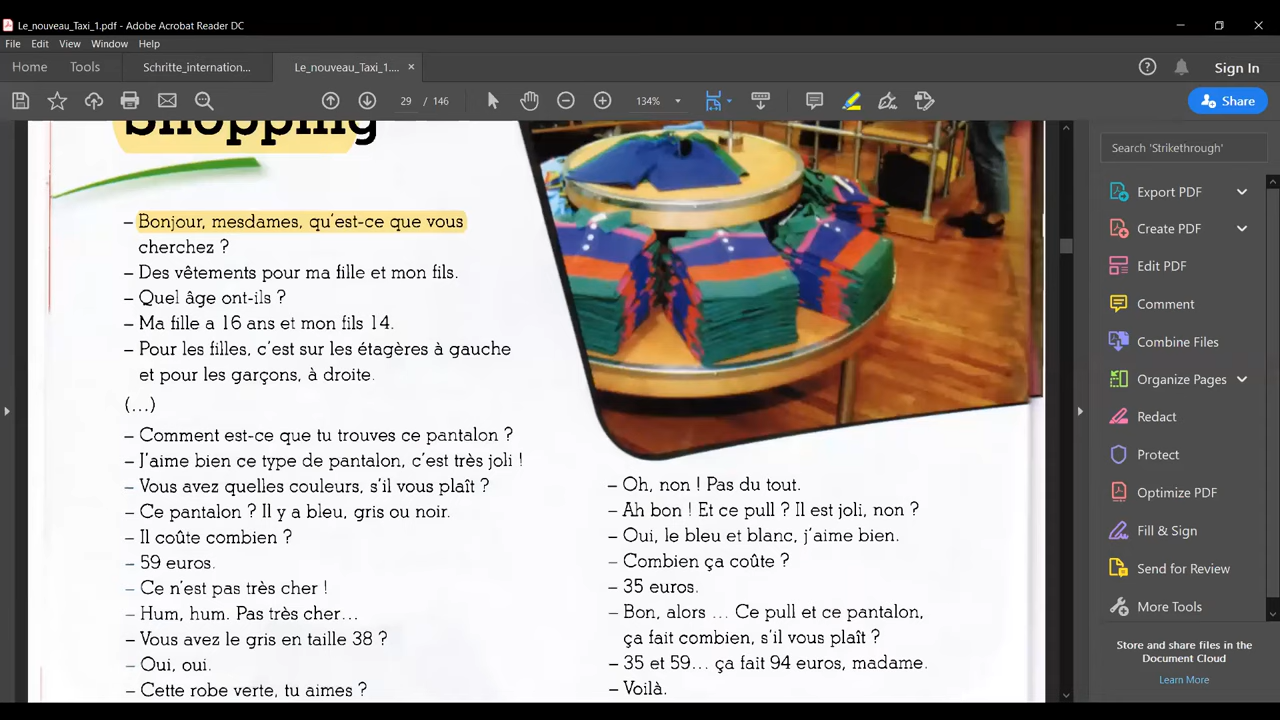 Le_nouveau_Taxi_1.pdf - Adobe Acrobat Reader DC
File Edit View Window Help
Home Tools Schritte_internation... Le_nouveau_Taxi_1.... × Sign In
29 / 146 134% Share
Shopping
– Bonjour, mesdames, qu'est-ce que vous
cherchez ?
– Des vêtements pour ma fille et mon fils.
– Quel âge ont-ils ?
– Ma fille a 16 ans et mon fils 14.
– Pour les filles, c'est sur les étagères à gauche
et pour les garçons, à droite.
(...)
– Comment est-ce que tu trouves ce pantalon ?
– J'aime bien ce type de pantalon, c'est très joli !
– Vous avez quelles couleurs, s'il vous plaît ?
– Ce pantalon ? Il y a bleu, gris ou noir.
– Il coûte combien ?
– 59 euros.
– Ce n'est pas très cher !
– Hum, hum. Pas très cher...
– Vous avez le gris en taille 38 ?
– Oui, oui.
– Cette robe verte, tu aimes ?
– Oh, non ! Pas du tout.
– Ah bon ! Et ce pull ? Il est joli, non ?
– Oui, le bleu et blanc, j'aime bien.
– Combien ça coûte ?
– 35 euros.
– Bon, alors ... Ce pull et ce pantalon,
ça fait combien, s'il vous plaît ?
– 35 et 59... ça fait 94 euros, madame.
– Voilà.
Search 'Strikethrough'
Export PDF
Create PDF
Edit PDF
Comment
Combine Files
Organize Pages
Redact
Protect
Optimize PDF
Fill & Sign
Send for Review
More Tools
Store and share files in the
Document Cloud
Learn More